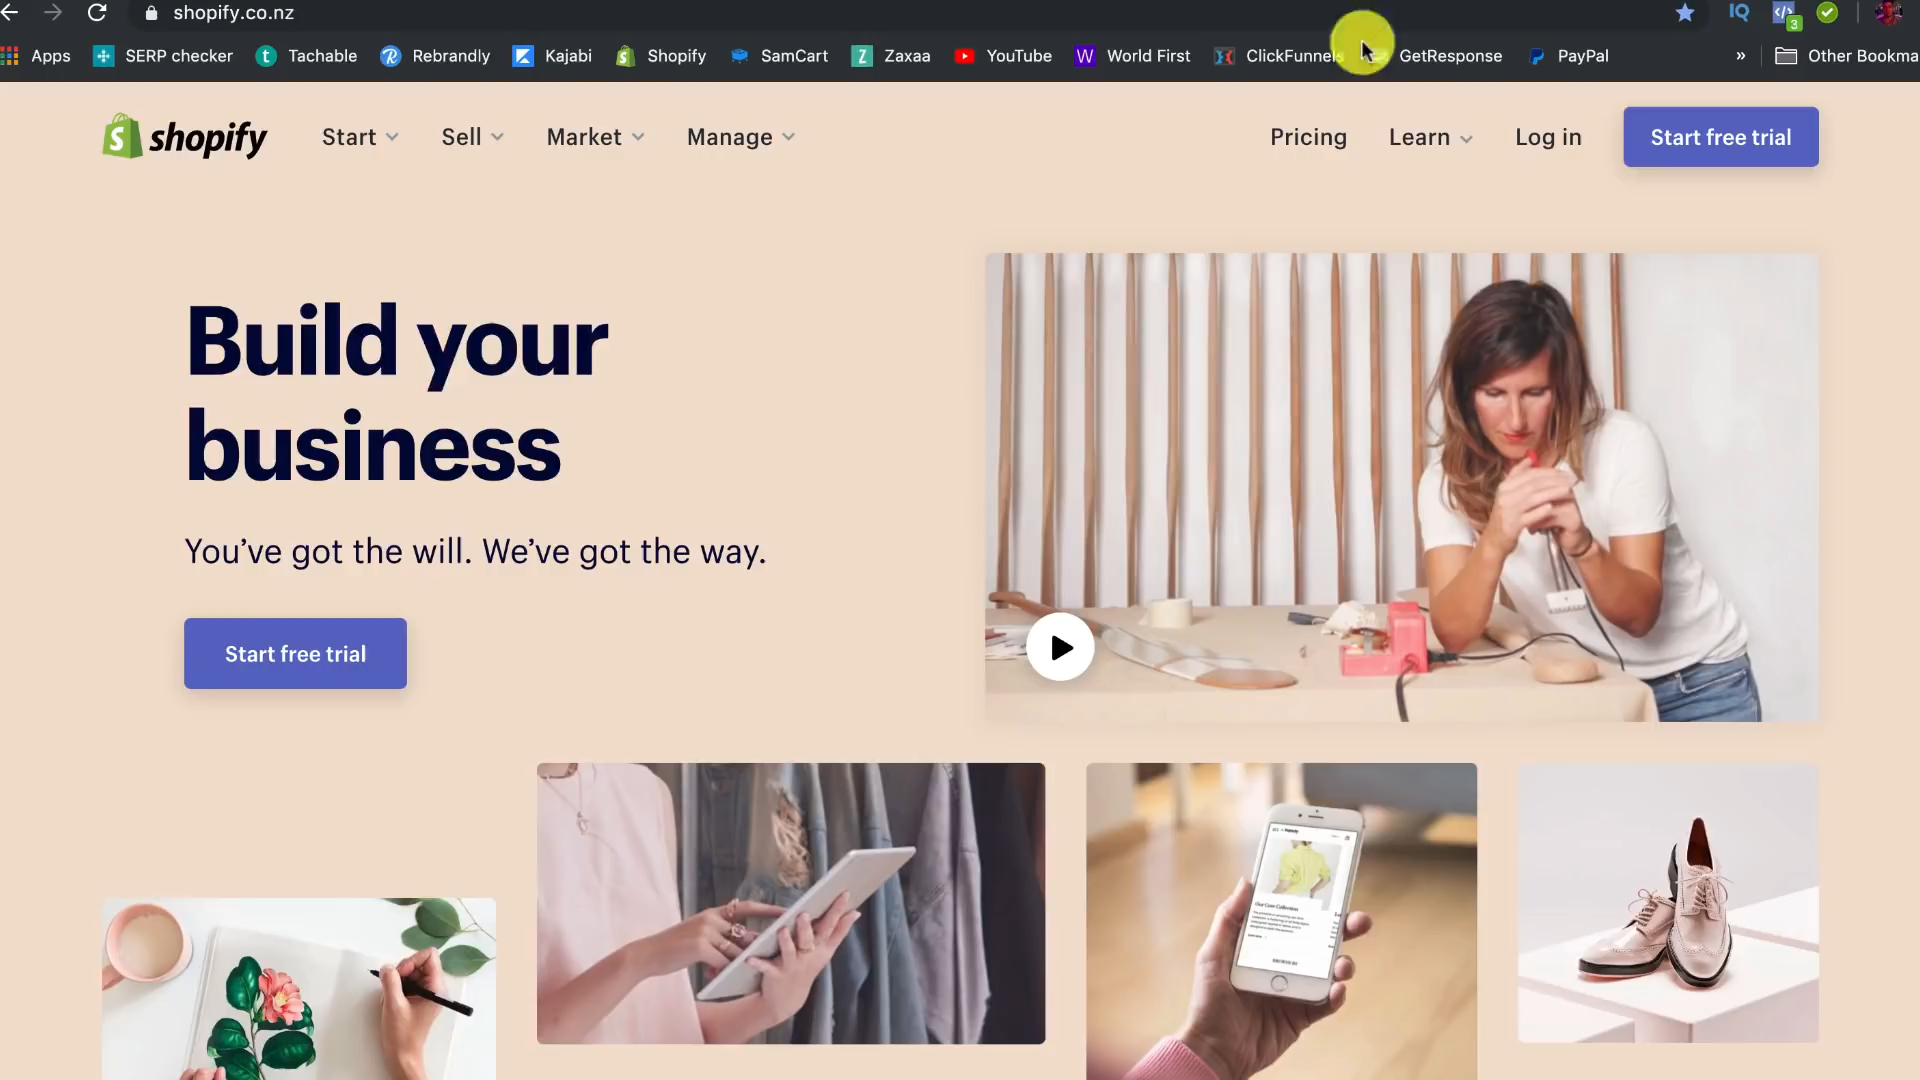 shopify.co.nz
3
Apps SERP checker Tachable Rebrandly Kajabi Shopify SamCart Zaxaa YouTube World First ClickFunnels GetResponse PayPal » Other Bookma
shopify Start Sell Market Manage Pricing Learn Log in Start free trial
Build your
business
You’ve got the will. We’ve got the way.
Start free trial